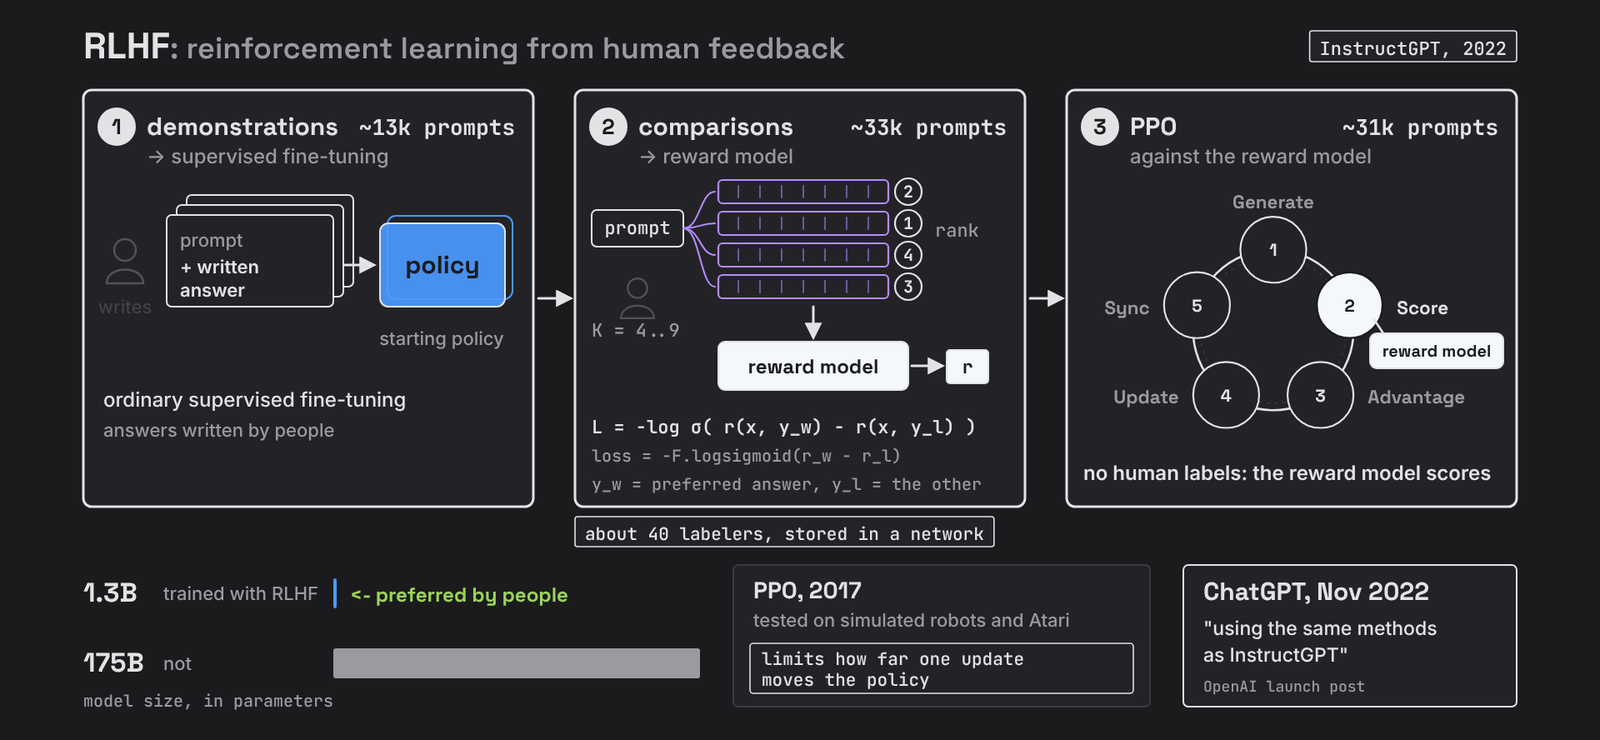 RLHF: reinforcement learning from human feedback
InstructGPT, 2022
1 demonstrations ~13k prompts
→ supervised fine-tuning
prompt
+ written
answer
writes
policy
starting policy
ordinary supervised fine-tuning
answers written by people
2 comparisons ~33k prompts
→ reward model
prompt
2
1
4
3
rank
K = 4..9
reward model
r
L = -log σ( r(x, y_w) - r(x, y_l) )
loss = -F.logsigmoid(r_w - r_l)
y_w = preferred answer, y_l = the other
about 40 labelers, stored in a network
3 PPO ~31k prompts
against the reward model
Generate
1
2 Score
reward model
3 Advantage
Update 4
Sync 5
no human labels: the reward model scores
1.3B trained with RLHF <- preferred by people
175B not
model size, in parameters
PPO, 2017
tested on simulated robots and Atari
limits how far one update
moves the policy
ChatGPT, Nov 2022
"using the same methods
as InstructGPT"
OpenAI launch post